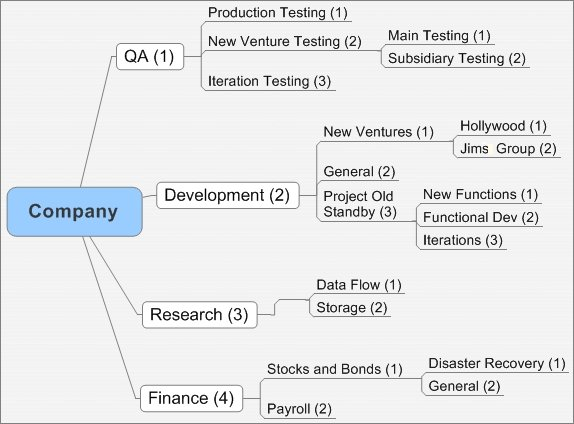 Company
QA (1)
Production Testing (1)
New Venture Testing (2)
Main Testing (1)
Subsidiary Testing (2)
Iteration Testing (3)
Development (2)
New Ventures (1)
Hollywood (1)
Jims Group (2)
General (2)
Project Old
Standby (3)
New Functions (1)
Functional Dev (2)
Iterations (3)
Research (3)
Data Flow (1)
Storage (2)
Finance (4)
Stocks and Bonds (1)
Disaster Recovery (1)
General (2)
Payroll (2)